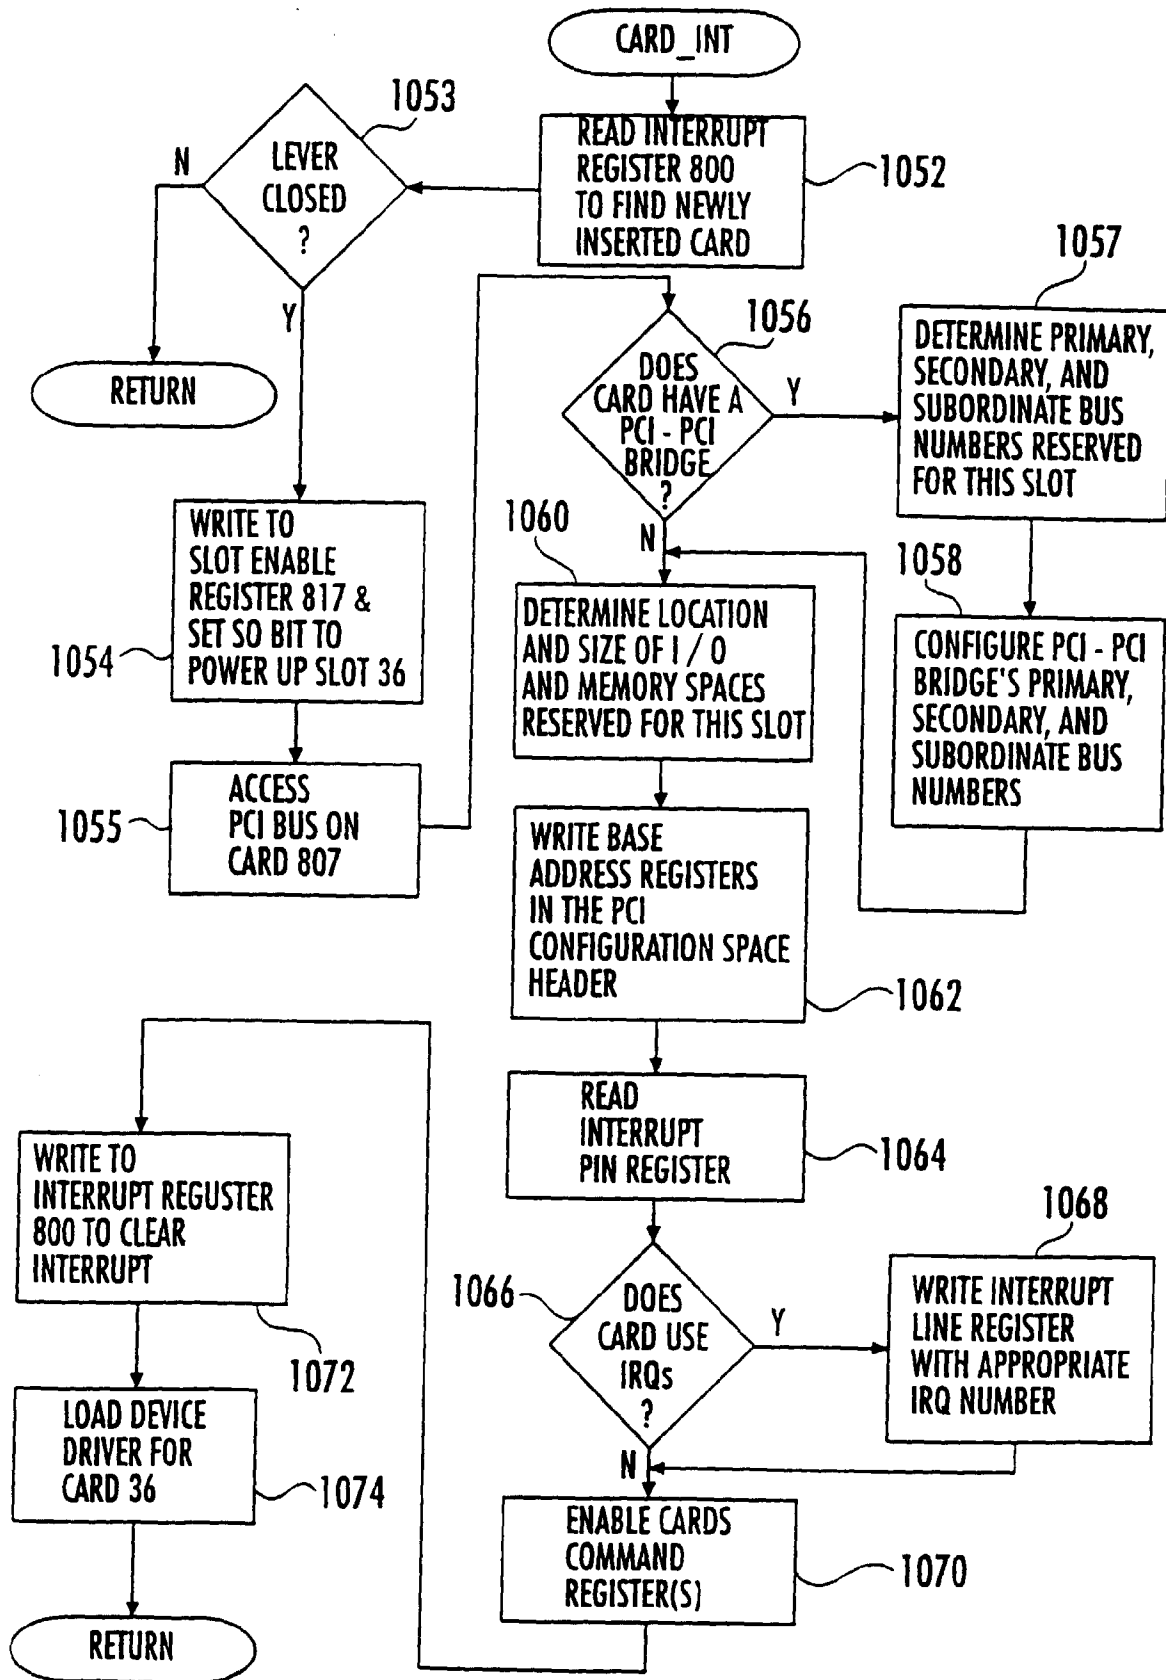 CARD_INT
READ INTERRUPT
REGISTER 800
TO FIND NEWLY
INSERTED CARD
1052
1053
LEVER
CLOSED
?
N
Y
RETURN
WRITE TO
SLOT ENABLE
REGISTER 817 &
SET SO BIT TO
POWER UP SLOT 36
1054
ACCESS
PCI BUS ON
CARD 807
1055
1056
DOES
CARD HAVE A
PCI - PCI
BRIDGE
?
Y
N
1057
DETERMINE PRIMARY,
SECONDARY, AND
SUBORDINATE BUS
NUMBERS RESERVED
FOR THIS SLOT
1058
CONFIGURE PCI - PCI
BRIDGE'S PRIMARY,
SECONDARY, AND
SUBORDINATE BUS
NUMBERS
1060
DETERMINE LOCATION
AND SIZE OF I / O
AND MEMORY SPACES
RESERVED FOR THIS SLOT
WRITE BASE
ADDRESS REGISTERS
IN THE PCI
CONFIGURATION SPACE
HEADER
1062
READ
INTERRUPT
PIN REGISTER
1064
1066
DOES
CARD USE
IRQs
?
Y
N
1068
WRITE INTERRUPT
LINE REGISTER
WITH APPROPRIATE
IRQ NUMBER
ENABLE CARDS
COMMAND
REGISTER(S)
1070
WRITE TO
INTERRUPT REGUSTER
800 TO CLEAR
INTERRUPT
1072
LOAD DEVICE
DRIVER FOR
CARD 36
1074
RETURN